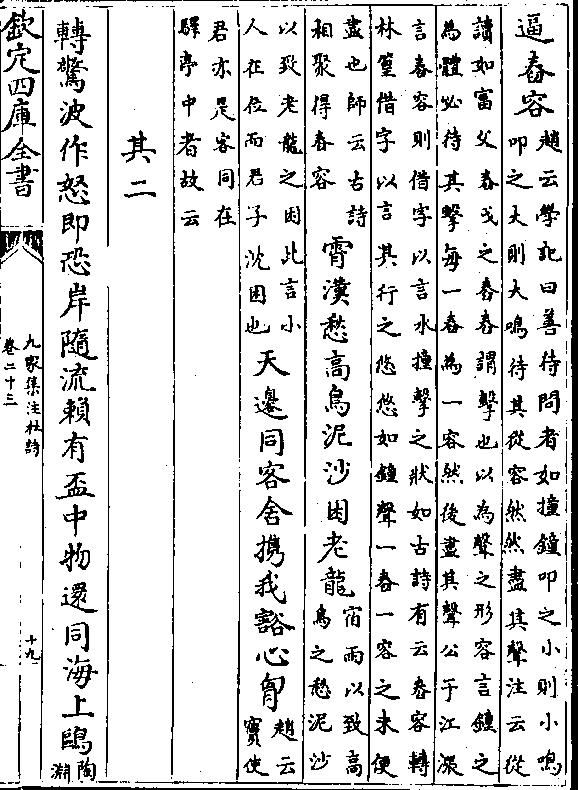 逼舂容趙云學記曰善待問者如撞鐘叩之小則小鳴
叩之大則大鳴待其從容然然盡其聲注云從
讀如富父舂戈之舂舂謂擊也以為聲之形容言鐘之
為體必待其擊每一舂為一容然後盡其聲公于江漲
言舂容則借字以言水撞擊之狀如古詩有云舂容轉
林篁借字以言其行之悠悠如鐘聲一舂一容之未便
盡也師云古詩
相聚得舂容
霄漢愁高鳥泥沙困老龍宿雨以致高
鳥之愁泥沙
以致老龍之困此言小
人在位而君子沈困也
天邊同客舍攜我豁心胷趙云
竇使
君亦是客同在
驛亭中者故云
其二
轉驚波作怒即恐岸隨流賴有盃中物還同海上鷗陶
淵
欽定四庫全書
九家集注杜詩
卷二十三
十九